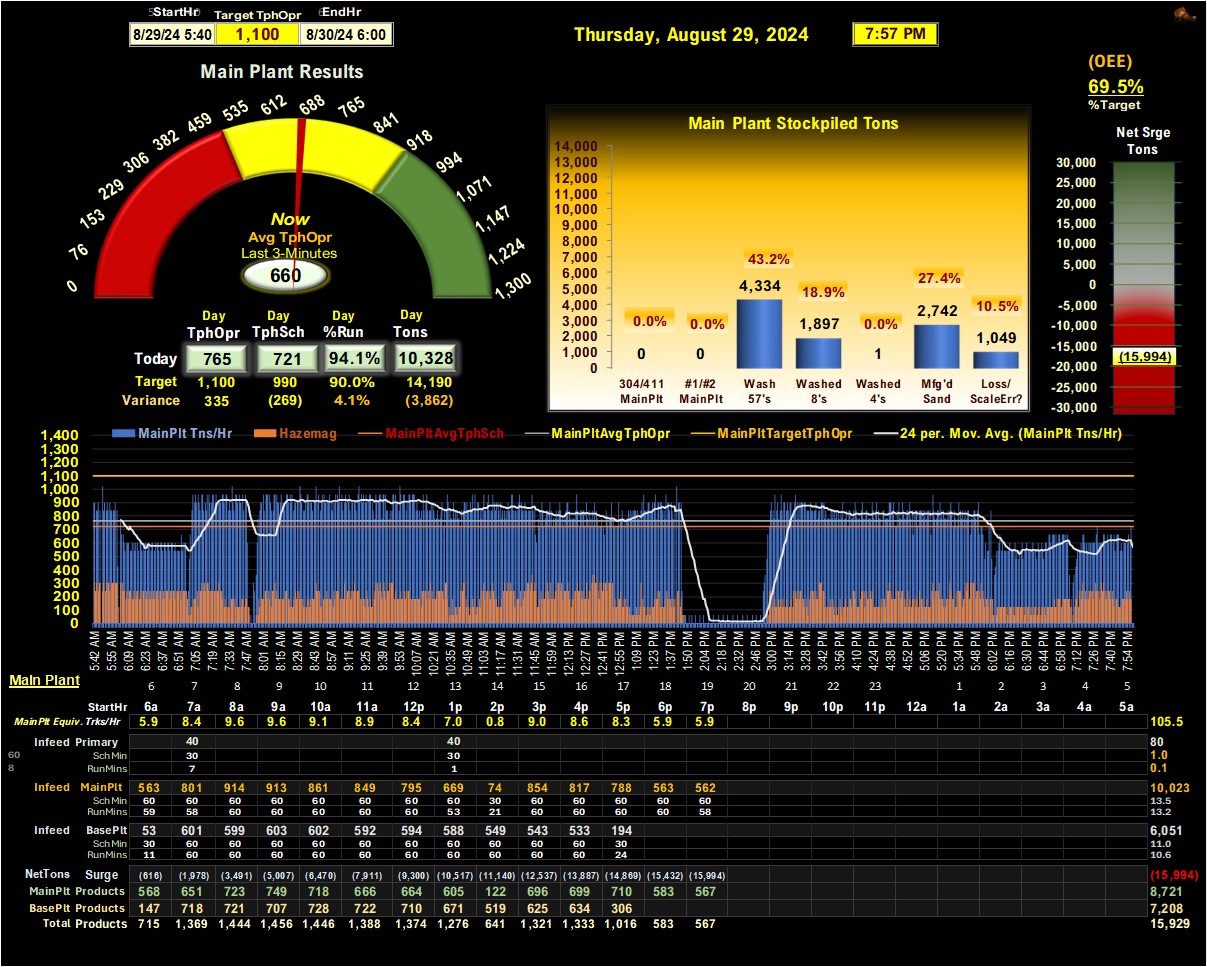 StartHr Target TphOpr EndHr
8/29/24 5:40 1,100 8/30/24 6:00
Thursday, August 29, 2024 7:57 PM
(OEE)
69.5%
%Target
Main Plant Results
0 76 153 229 306 382 459 535 612 688 765 841 918 994 1,071 1,147 1,224 1,300
Now
Avg TphOpr
Last 3-Minutes
660
Day Day Day Day
TphOpr TphSch %Run Tons
Today 765 721 94.1% 10,328
Target 1,100 990 90.0% 14,190
Variance 335 (269) 4.1% (3,862)
Main Plant Stockpiled Tons
14,000
13,000
12,000
11,000
10,000
9,000
8,000
7,000
6,000
5,000
4,000
3,000
2,000
1,000
0
0.0% 0.0% 43.2% 18.9% 0.0% 27.4% 10.5%
0 0 4,334 1,897 1 2,742 1,049
304/411 #1/#2 Wash Washed Washed Mfg'd Loss/
MainPlt MainPlt 57's 8's 4's Sand ScaleErr?
Net Srge
Tons
30,000
25,000
20,000
15,000
10,000
5,000
0
-5,000
-10,000
-15,000
(15,994)
-20,000
-25,000
-30,000
MainPlt Tns/Hr Hazemag MainPltAvgTphSch MainPltAvgTphOpr MainPltTargetTphOpr 24 per. Mov. Avg. (MainPlt Tns/Hr)
1,400
1,300
1,200
1,100
1,000
900
800
700
600
500
400
300
200
100
0
5:42 AM 5:55 AM 6:09 AM 6:23 AM 6:37 AM 6:51 AM 7:05 AM 7:19 AM 7:33 AM 7:47 AM 8:01 AM 8:15 AM 8:29 AM 8:43 AM 8:57 AM 9:11 AM 9:25 AM 9:39 AM 9:53 AM 10:07 AM 10:21 AM 10:35 AM 10:49 AM 11:03 AM 11:17 AM 11:31 AM 11:45 AM 11:59 AM 12:13 PM 12:27 PM 12:41 PM 12:55 PM 1:09 PM 1:23 PM 1:37 PM 1:50 PM 2:04 PM 2:18 PM 2:32 PM 2:46 PM 3:00 PM 3:14 PM 3:28 PM 3:42 PM 3:56 PM 4:10 PM 4:24 PM 4:38 PM 4:52 PM 5:06 PM 5:20 PM 5:34 PM 5:48 PM 6:02 PM 6:16 PM 6:30 PM 6:44 PM 6:58 PM 7:12 PM 7:26 PM 7:40 PM 7:54 PM
Main Plant
6 7 8 9 10 11 12 13 14 15 16 17 18 19 20 21 22 23 1 2 3 4 5
StartHr 6a 7a 8a 9a 10a 11a 12p 1p 2p 3p 4p 5p 6p 7p 8p 9p 10p 11p 12a 1a 2a 3a 4a 5a
MainPlt Equiv. Trks/Hr 5.9 8.4 9.6 9.6 9.1 8.9 8.4 7.0 0.8 9.0 8.6 8.3 5.9 5.9 105.5
Infeed Primary 40 40 80
60 Sch Min 30 30 1.0
8 RunMins 7 1 0.1
Infeed MainPlt 563 801 914 913 861 849 795 669 74 854 817 788 563 562 10,023
Sch Min 60 60 60 60 60 60 60 60 30 60 60 60 60 60 13.5
RunMins 59 58 60 60 60 60 60 53 21 60 60 60 60 58 13.2
Infeed BasePlt 53 601 599 603 602 592 594 588 549 543 533 194 6,051
Sch Min 30 60 60 60 60 60 60 60 60 60 60 30 11.0
RunMins 11 60 60 60 60 60 60 60 60 60 60 24 10.6
NetTons Surge (616) (1,978) (3,491) (5,007) (6,470) (7,911) (9,300) (10,517) (11,140) (12,537) (13,887) (14,869) (15,432) (15,994) (15,994)
MainPlt Products 568 651 723 749 718 666 664 605 122 696 699 710 583 567 8,721
BasePlt Products 147 718 721 707 728 722 710 671 519 625 634 306 7,208
Total Products 715 1,369 1,444 1,456 1,446 1,388 1,374 1,276 641 1,321 1,333 1,016 583 567 15,929